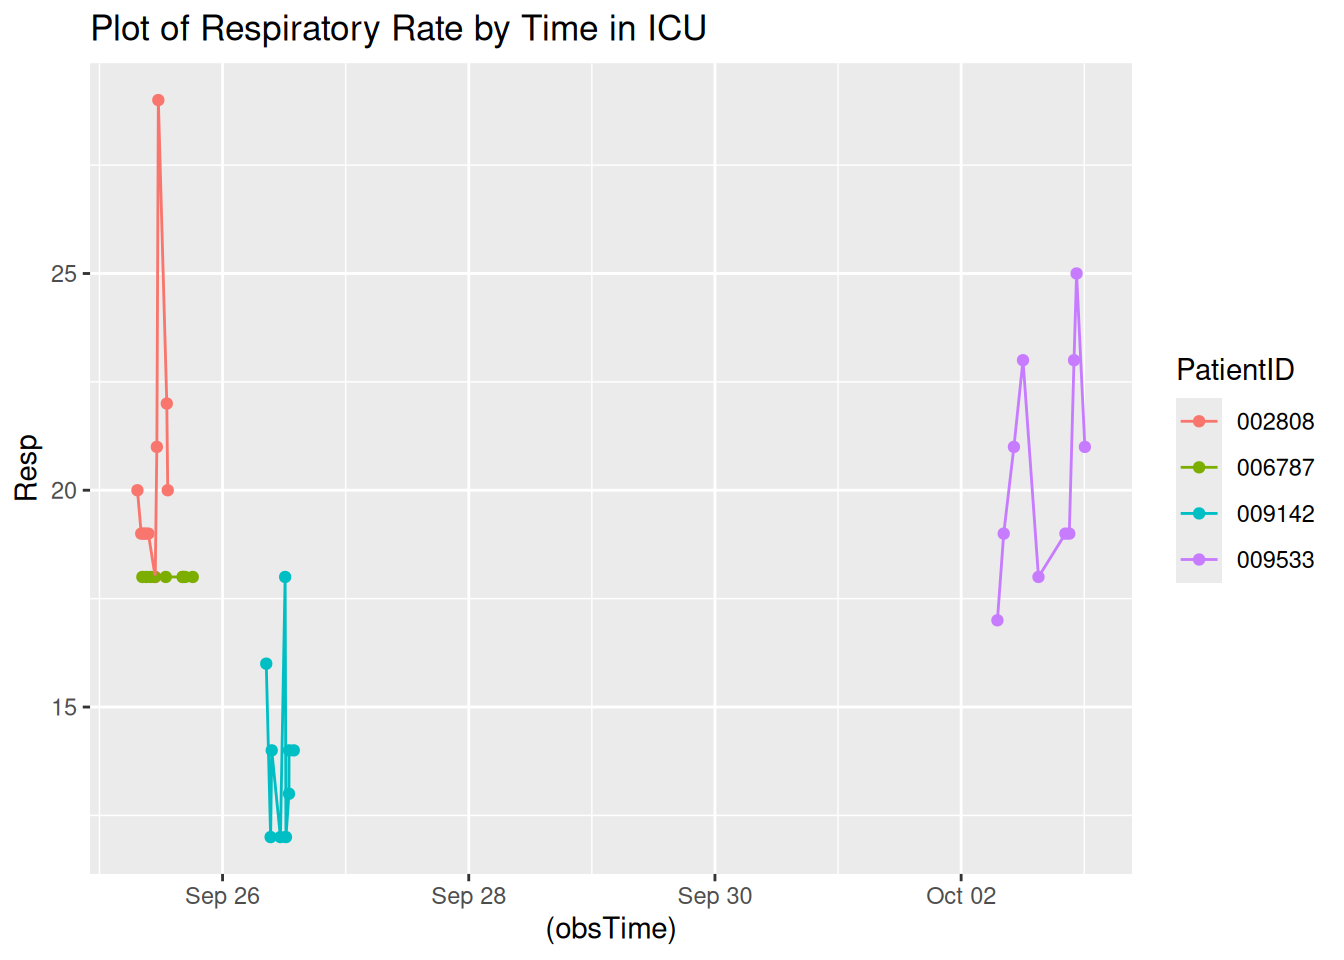 Plot of Respiratory Rate by Time in ICU
Resp
25
20
15
Sep 26
Sep 28
Sep 30
Oct 02
(obsTime)
PatientID
002808
006787
009142
009533